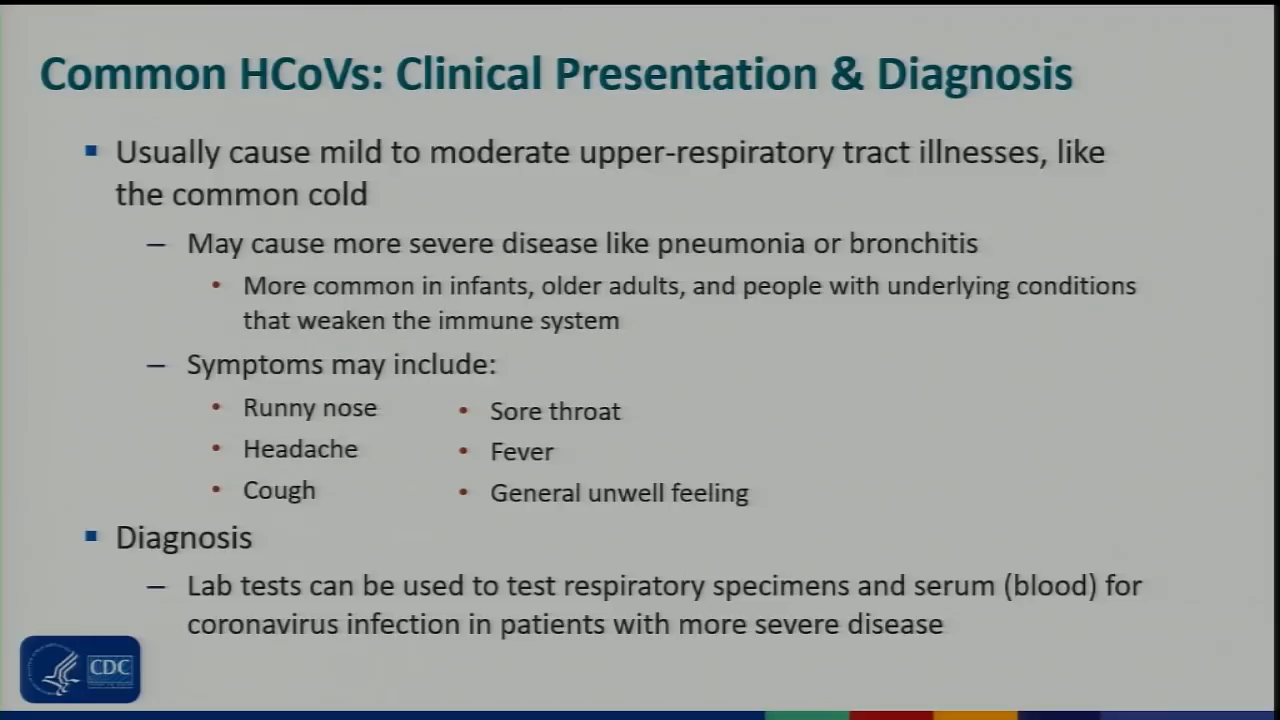 Common HCoVs: Clinical Presentation & Diagnosis
Usually cause mild to moderate upper-respiratory tract illnesses, like
the common cold
– May cause more severe disease like pneumonia or bronchitis
• More common in infants, older adults, and people with underlying conditions
that weaken the immune system
– Symptoms may include:
• Runny nose
• Headache
• Cough
• Sore throat
• Fever
• General unwell feeling
Diagnosis
– Lab tests can be used to test respiratory specimens and serum (blood) for
coronavirus infection in patients with more severe disease
CDC